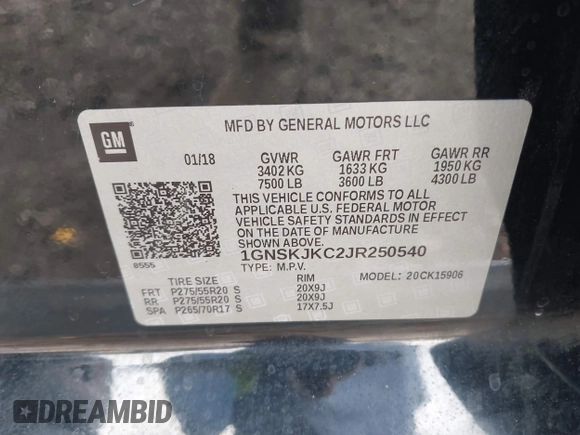 GM
MFD BY GENERAL MOTORS LLC
01/18 GVWR GAWR FRT GAWR RR
3402 KG 1633 KG 1950 KG
7500 LB 3600 LB 4300 LB
THIS VEHICLE CONFORMS TO ALL
APPLICABLE U.S. FEDERAL MOTOR
VEHICLE SAFETY STANDARDS IN EFFECT
ON THE DATE OF MANUFACTURE
SHOWN ABOVE.
1GNSKJKC2JR250540
8555 TYPE: M.P.V. MODEL: 20CK15906
TIRE SIZE RIM
FRT P275/55R20 S 20X9J
RR P275/55R20 S 20X9J
SPA P265/70R17 S 17X7.5J
DREAMBID